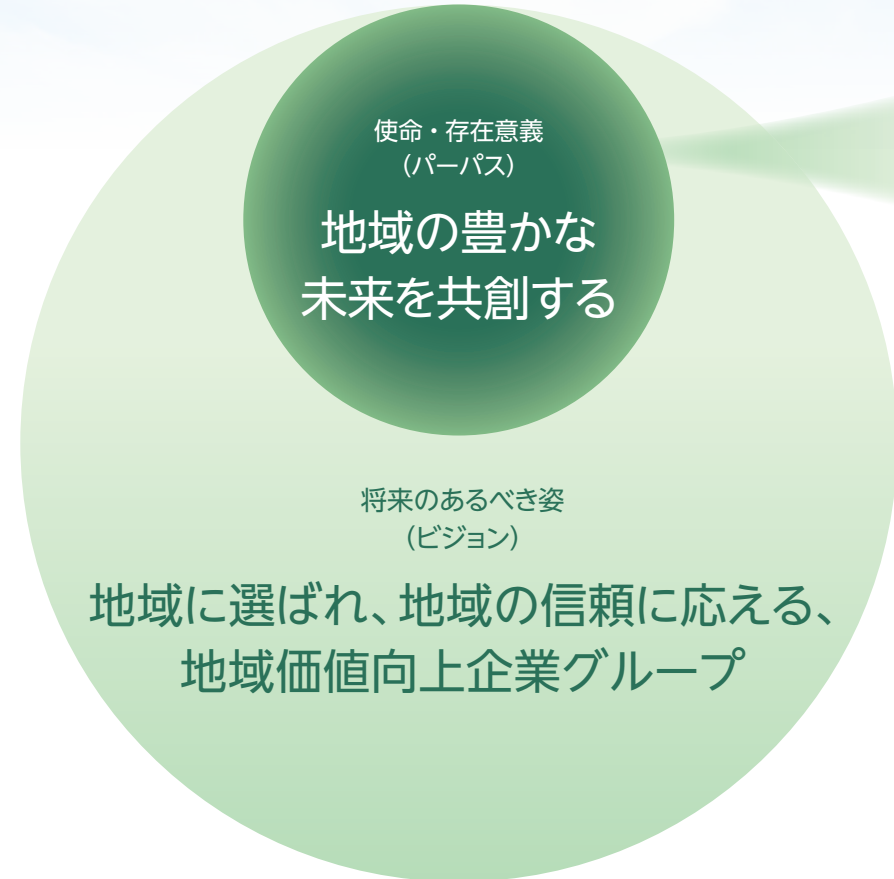 使命・存在意義
（パーパス）
地域の豊かな
未来を共創する
将来のあるべき姿
（ビジョン）
地域に選ばれ、地域の信頼に応える、
地域価値向上企業グループ